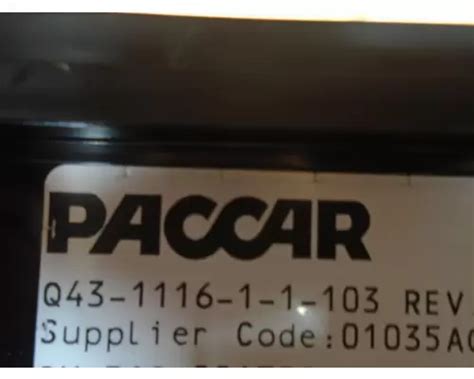 PACCAR
Q43-1116-1-1-103 REV
Supplier Code:01035A